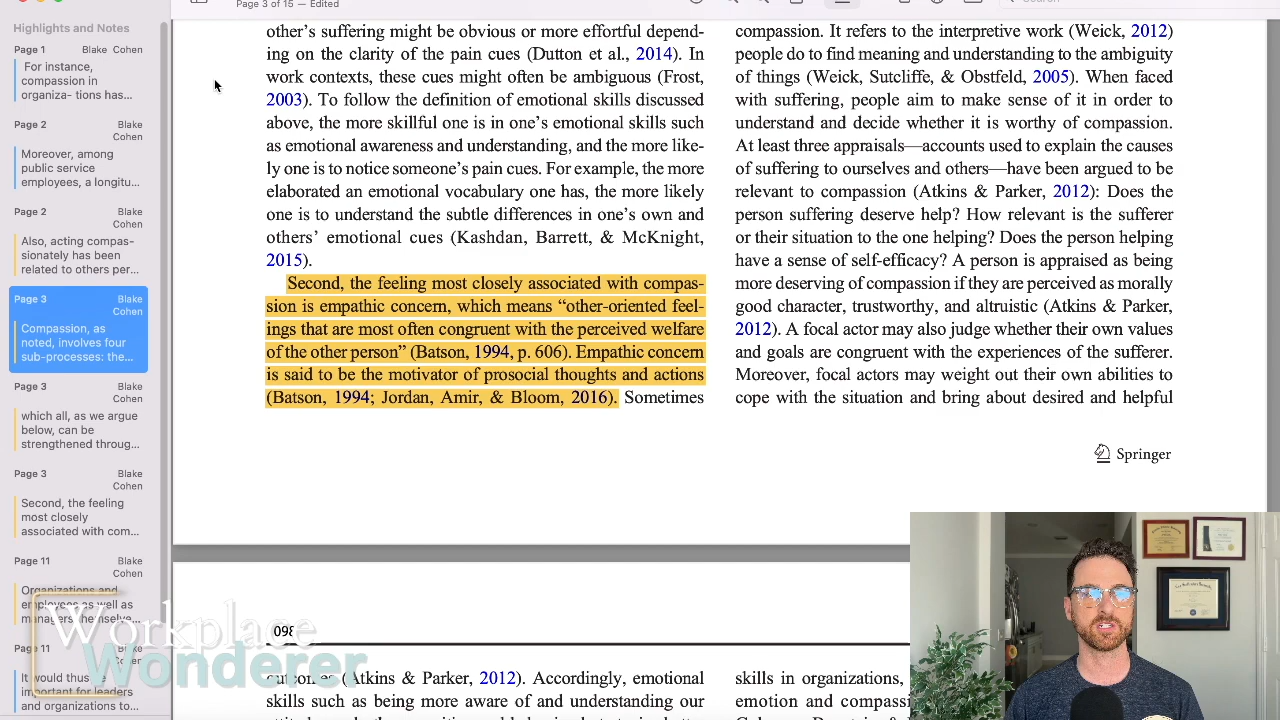 Page 3 of 15 — Edited
Search
Highlights and Notes
Page 1 Blake Cohen
For instance,
compassion in
organiza- tions has...
Page 2 Blake
Cohen
Moreover, among
public service
employees, a longitu...
Page 2 Blake
Cohen
Also, acting compas-
sionately has been
related to others per...
Page 3 Blake
Cohen
Compassion, as
noted, involves four
sub-processes: the...
Page 3 Blake
Cohen
which all, as we argue
below, can be
strengthened throug...
Page 3 Blake
Cohen
Second, the feeling
most closely
associated with com...
Page 11 Blake
Cohen
Organizations and
employees as well as
managers themselve...
Page 11 Blake
It would thus be
important for leaders
and organizations to...
other's suffering might be obvious or more effortful depend-
ing on the clarity of the pain cues (Dutton et al., 2014). In
work contexts, these cues might often be ambiguous (Frost,
2003). To follow the definition of emotional skills discussed
above, the more skillful one is in one's emotional skills such
as emotional awareness and understanding, and the more like-
ly one is to notice someone's pain cues. For example, the more
elaborated an emotional vocabulary one has, the more likely
one is to understand the subtle differences in one's own and
others' emotional cues (Kashdan, Barrett, & McKnight,
2015).
Second, the feeling most closely associated with compas-
sion is empathic concern, which means “other-oriented feel-
ings that are most often congruent with the perceived welfare
of the other person” (Batson, 1994, p. 606). Empathic concern
is said to be the motivator of prosocial thoughts and actions
(Batson, 1994; Jordan, Amir, & Bloom, 2016). Sometimes
compassion. It refers to the interpretive work (Weick, 2012)
people do to find meaning and understanding to the ambiguity
of things (Weick, Sutcliffe, & Obstfeld, 2005). When faced
with suffering, people aim to make sense of it in order to
understand and decide whether it is worthy of compassion.
At least three appraisals—accounts used to explain the causes
of suffering to ourselves and others—have been argued to be
relevant to compassion (Atkins & Parker, 2012): Does the
person suffering deserve help? How relevant is the sufferer
or their situation to the one helping? Does the person helping
have a sense of self-efficacy? A person is appraised as being
more deserving of compassion if they are perceived as morally
good character, trustworthy, and altruistic (Atkins & Parker,
2012). A focal actor may also judge whether their own values
and goals are congruent with the experiences of the sufferer.
Moreover, focal actors may weight out their own abilities to
cope with the situation and bring about desired and helpful
Springer
098
outcomes (Atkins & Parker, 2012). Accordingly, emotional
skills such as being more aware of and understanding our
skills in organizations,
emotion and compassi
Workplace
Wonderer